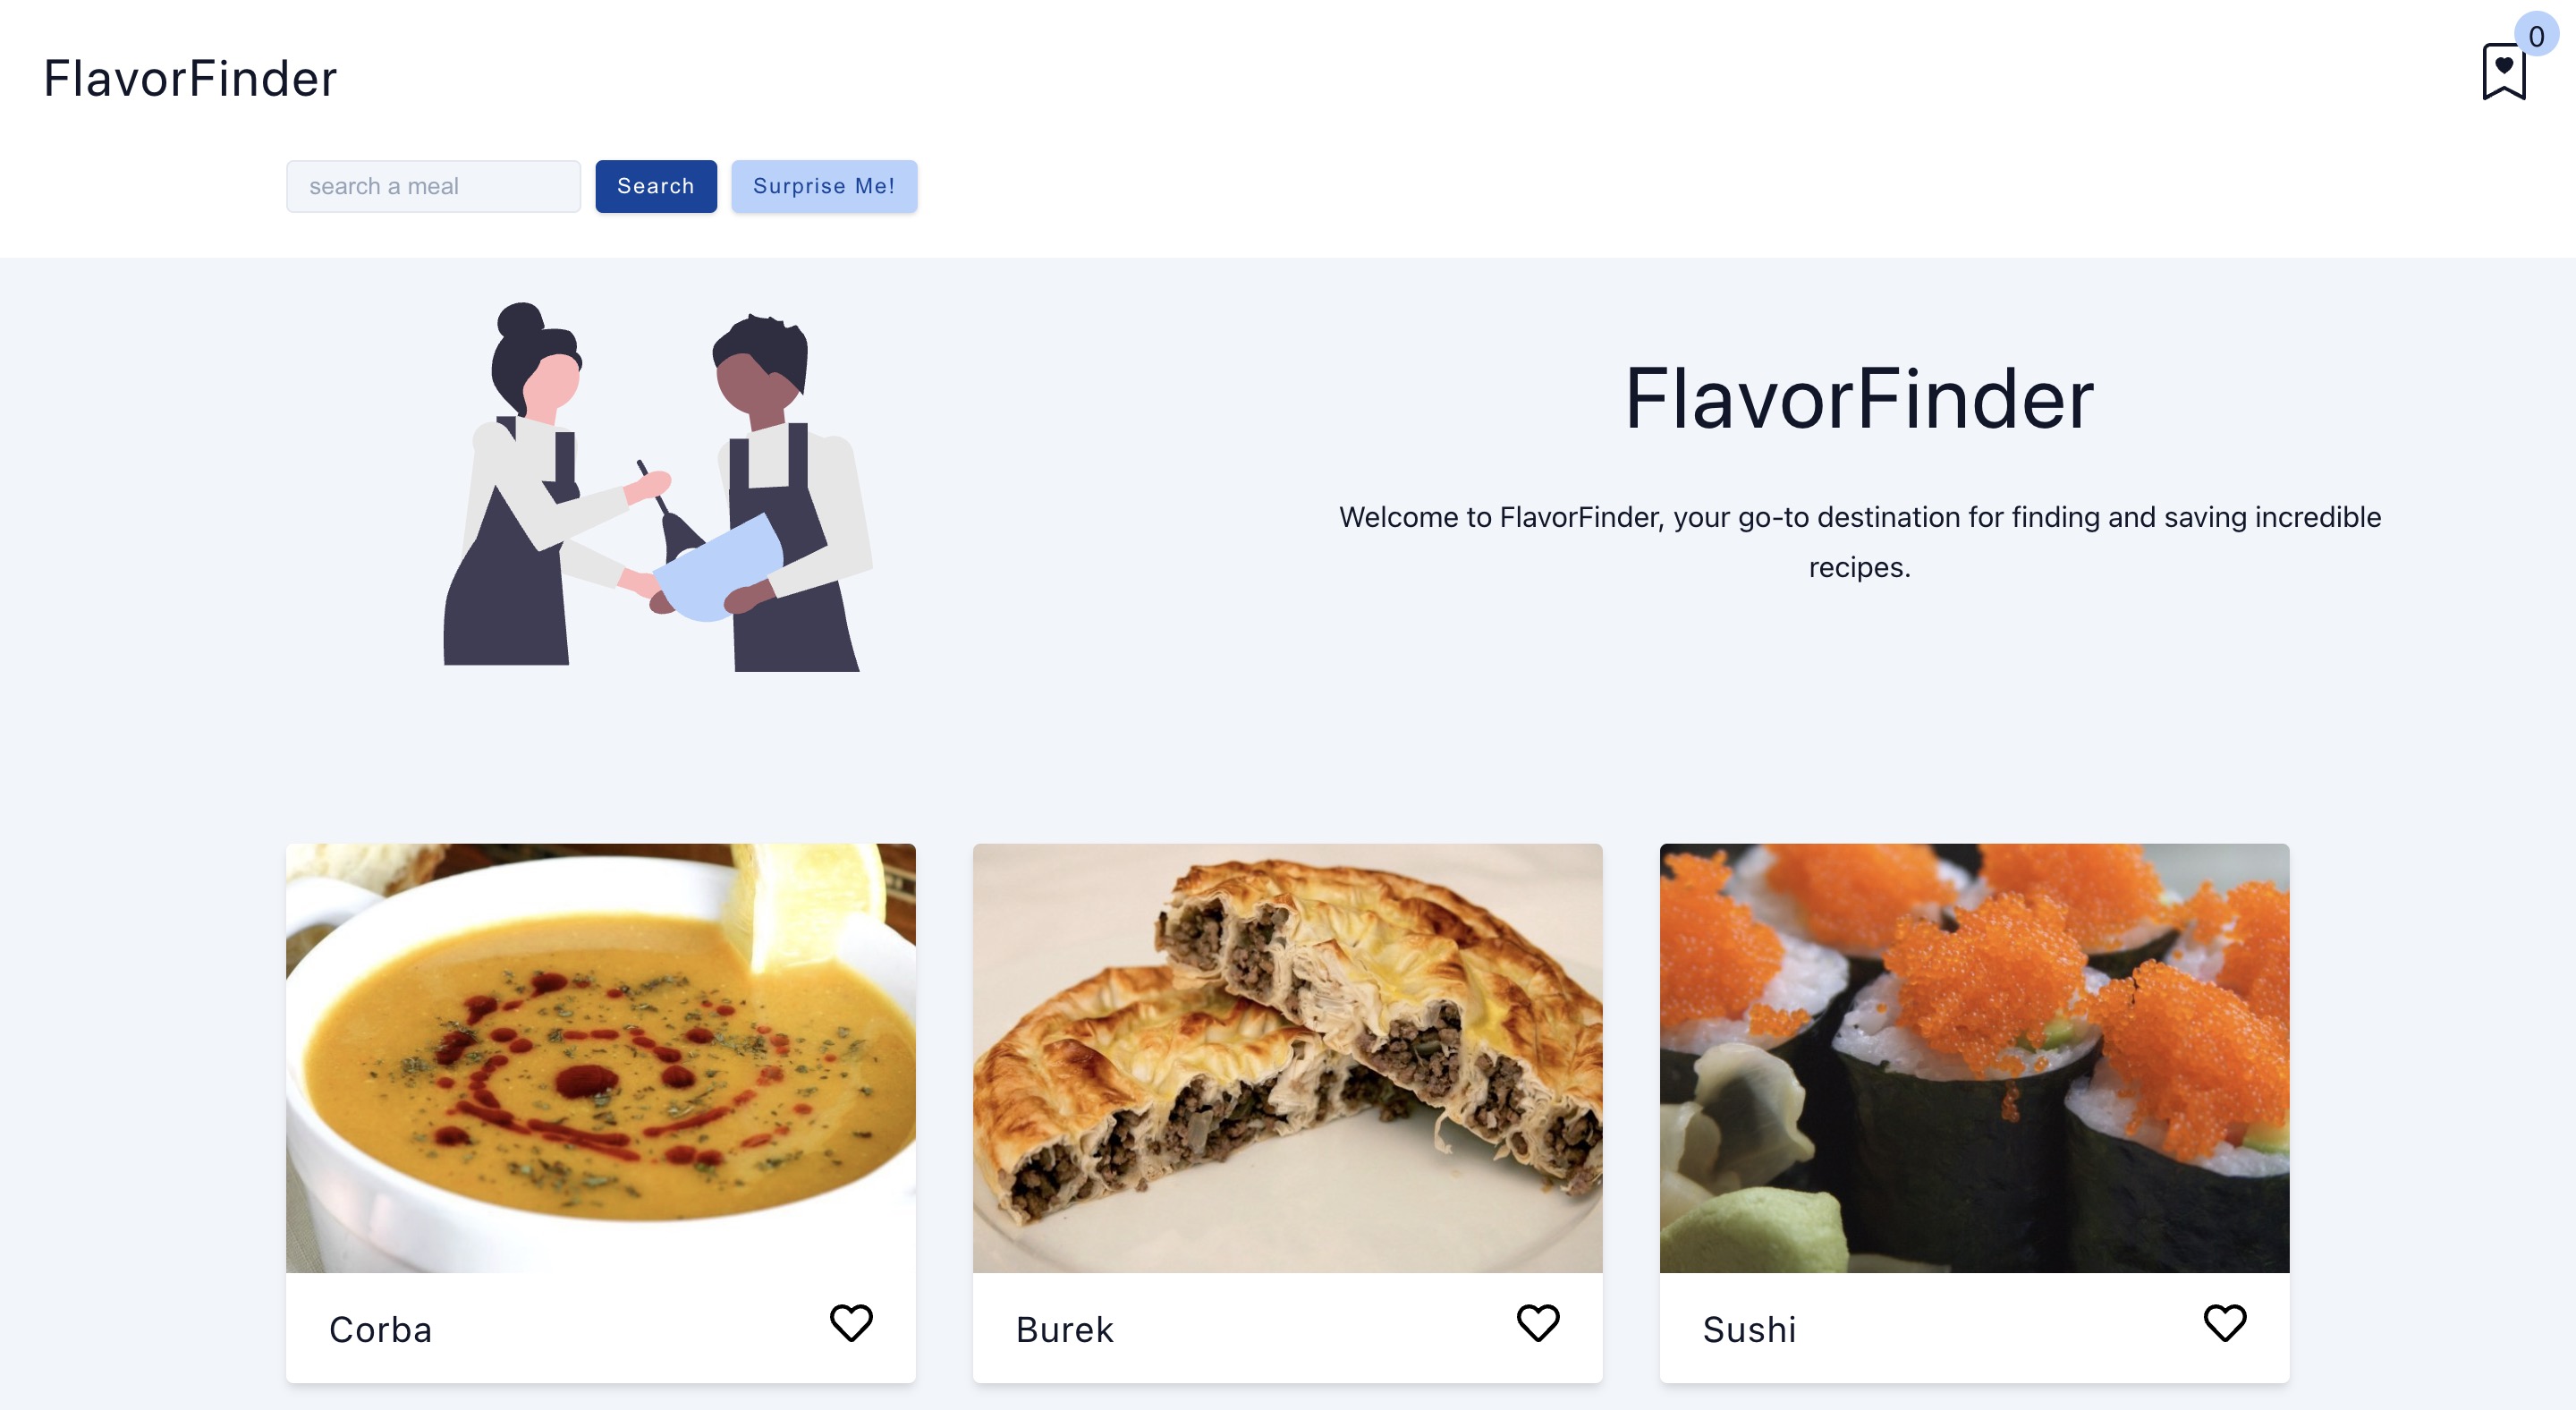 FlavorFinder
0
search a meal
Search
Surprise Me!
FlavorFinder
Welcome to FlavorFinder, your go-to destination for finding and saving incredible
recipes.
Corba
Burek
Sushi